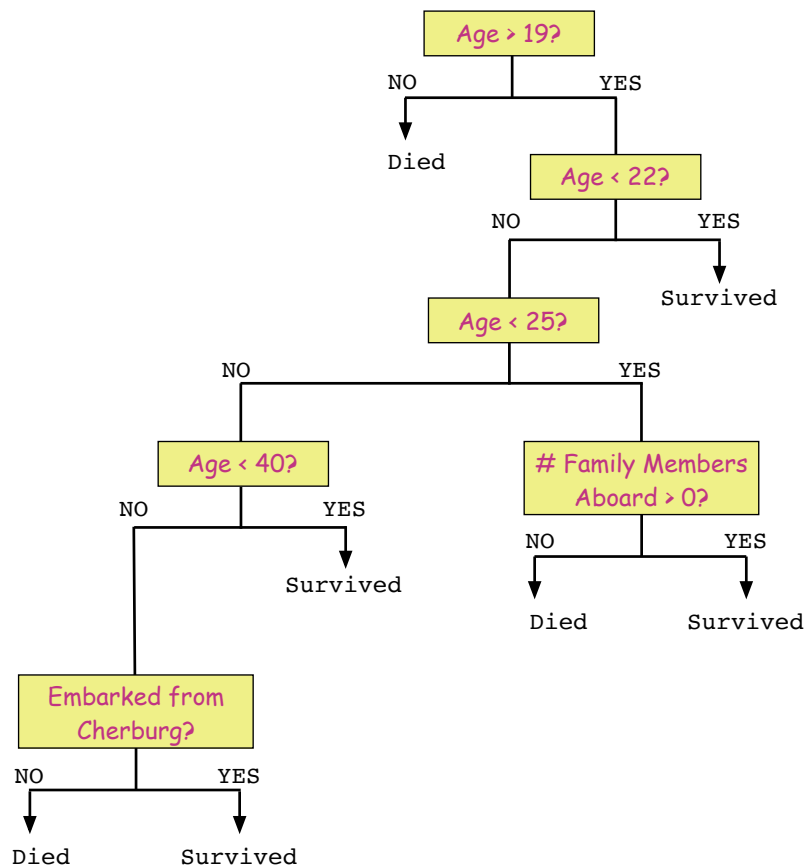 Age > 19?
NO
YES
Died
Age < 22?
NO
YES
Survived
Age < 25?
NO
YES
Age < 40?
# Family Members
Aboard > 0?
NO
YES
NO
YES
Survived
Died
Survived
Embarked from
Cherburg?
NO
YES
Died
Survived